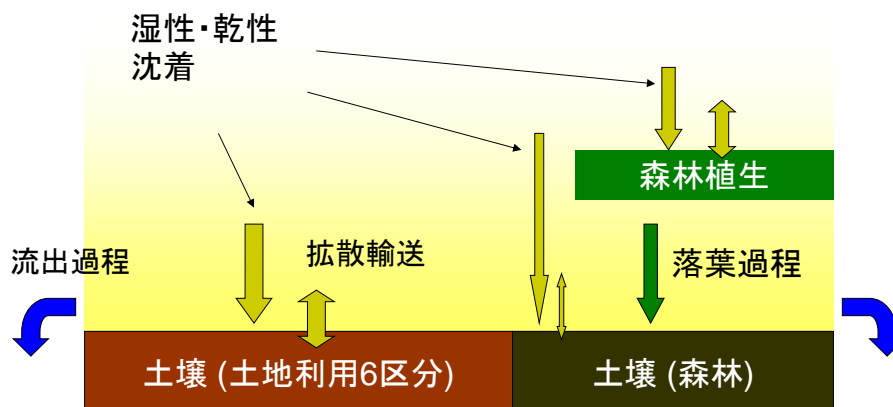 湿性・乾性
沈着
森林植生
流出過程
拡散輸送
落葉過程
土壌 (土地利用6区分)
土壌 (森林)